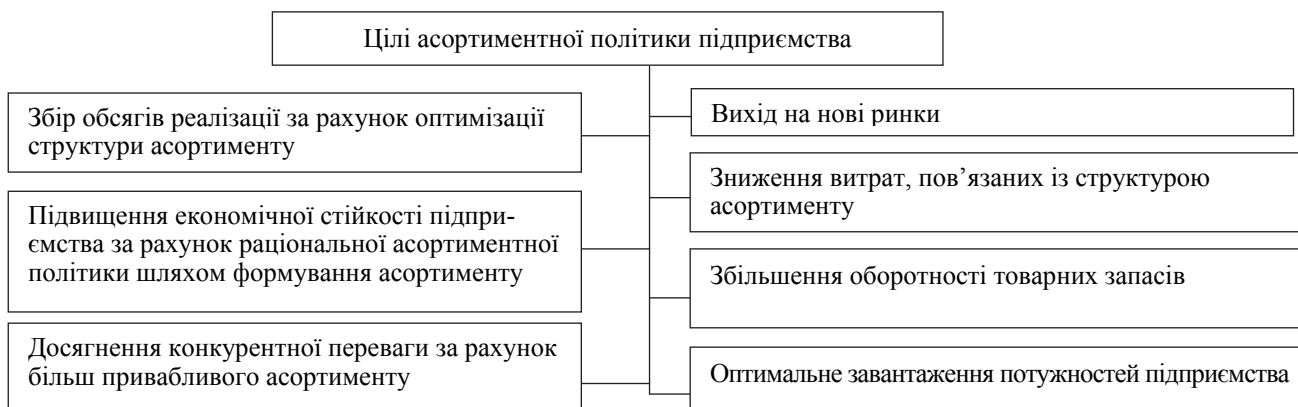 Цілі асортиментної політики підприємства
Збір обсягів реалізації за рахунок оптимізації
структури асортименту
Підвищення економічної стійкості підпри-
ємства за рахунок раціональної асортиментної
політики шляхом формування асортименту
Досягнення конкурентної переваги за рахунок
більш привабливого асортименту
Вихід на нові ринки
Зниження витрат, пов’язаних із структурою
асортименту
Збільшення оборотності товарних запасів
Оптимальне завантаження потужностей підприємства